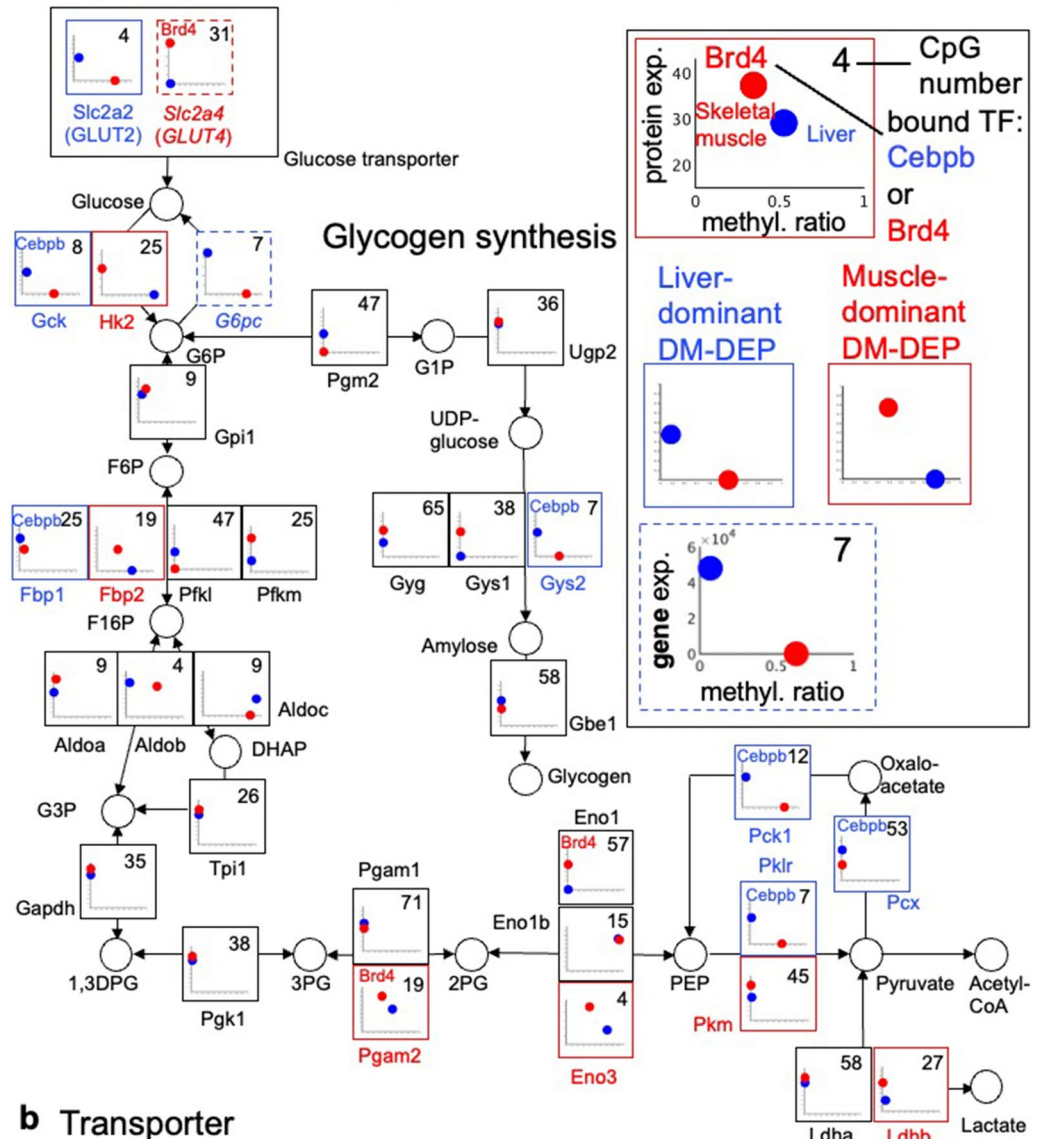 4
Brd4 31
Slc2a2
(GLUT2)
Slc2a4
(GLUT4)
Glucose transporter
Glucose
Cebpb 8
25
7
Gck
Hk2
G6pc
G6P
Glycogen synthesis
47
Pgm2
G1P
36
Ugp2
9
Gpi1
F6P
UDP-
glucose
Cebpb 25
19
47
25
Fbp1
Fbp2
Pfkl
Pfkm
F16P
65
38
Cebpb 7
Gyg
Gys1
Gys2
Amylose
58
Gbe1
Glycogen
9
4
9
Aldoa
Aldob
Aldoc
DHAP
G3P
26
Tpi1
35
Gapdh
1,3DPG
38
Pgk1
3PG
Pgam1
71
Brd4 19
Pgam2
2PG
Eno1
Brd4 57
Eno1b
15
4
Eno3
PEP
Cebpb 12
Pck1
Oxalo-
acetate
Cebpb 53
Pcx
Pklr
Cebpb 7
45
Pkm
Pyruvate
Acetyl-
CoA
58
27
Ldha
Ldhb
Lactate
protein exp.
40
30
20
Brd4
4
CpG
number
Skeletal
muscle
Liver
0
0.5
1
methyl. ratio
bound TF:
Cebpb
or
Brd4
Liver-
dominant
DM-DEP
Muscle-
dominant
DM-DEP
gene exp.
×10⁴
6
4
2
0
7
0
0.5
1
methyl. ratio
b Transporter